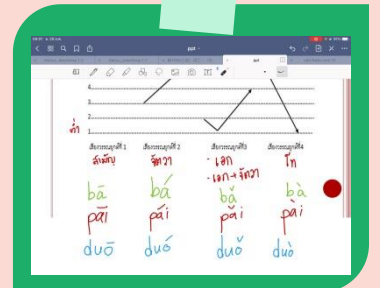 ppt
ppt
4
3
2
ต่ำ 1
เสียงวรรณยุกต์ที่ 1 เสียงวรรณยุกต์ที่ 2 เสียงวรรณยุกต์ที่3 เสียงวรรณยุกต์ที่4
สามัญ จัตวา - เอก โท
- เอก + จัตวา
bā bá bǎ bà
pāi pái pǎi pài
duō duó duǒ duò